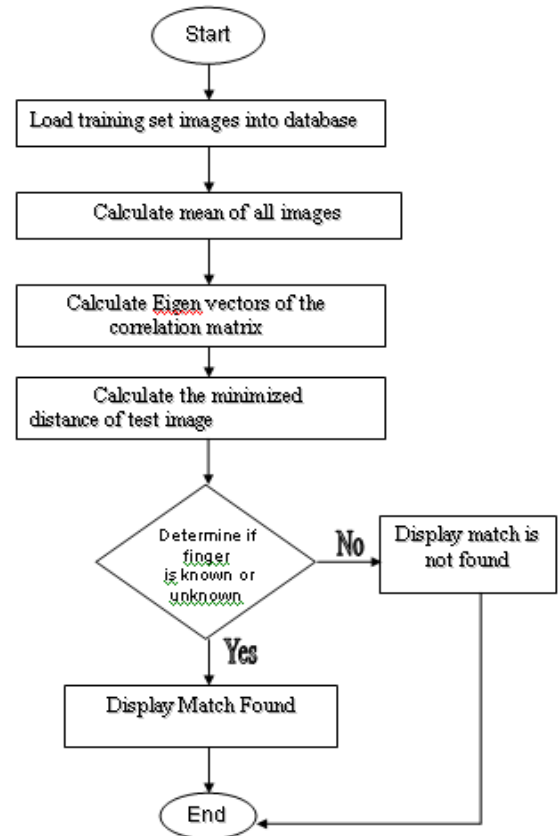 Start
Load training set images into database
Calculate mean of all images
Calculate Eigen vectors of the
correlation matrix
Calculate the minimized
distance of test image
Determine if
finger
is known or
unknown
No
Display match is
not found
Yes
Display Match Found
End